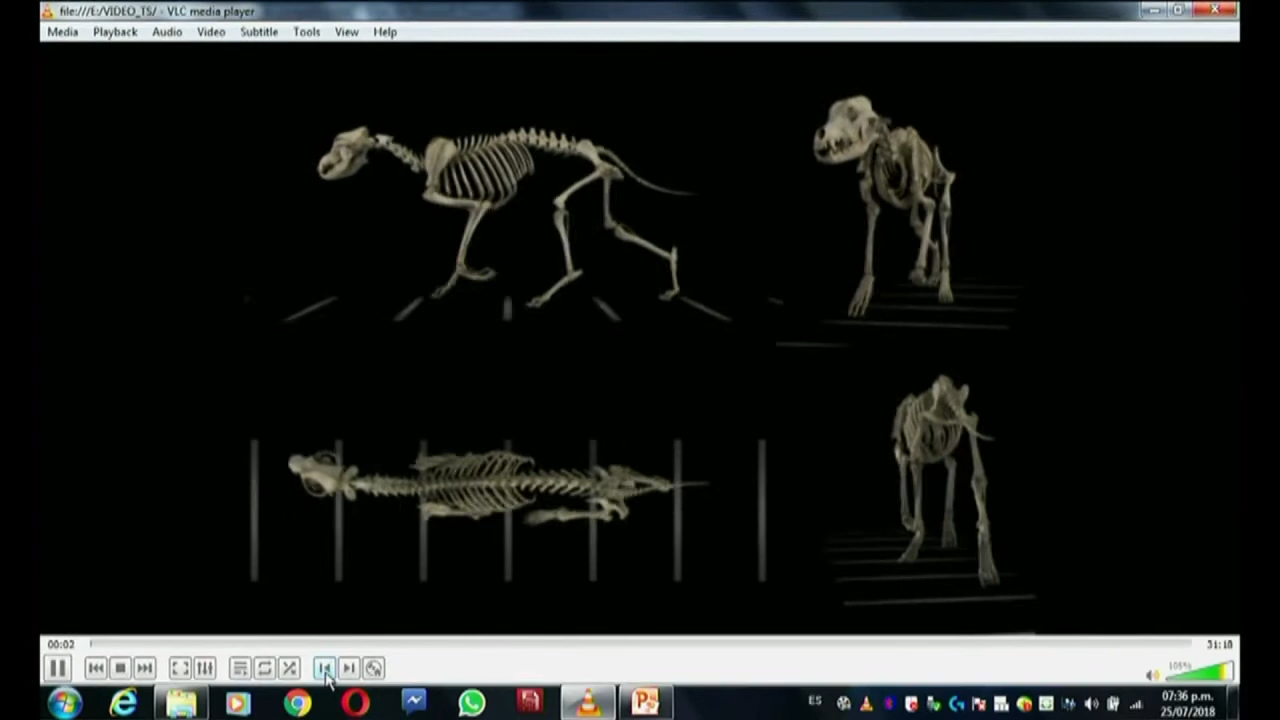 file:///E:/VIDEO_TS/ - VLC media player
Media Playback Audio Video Subtitle Tools View Help
00:02
31:18
105%
ES
07:36 p.m.
25/07/2018